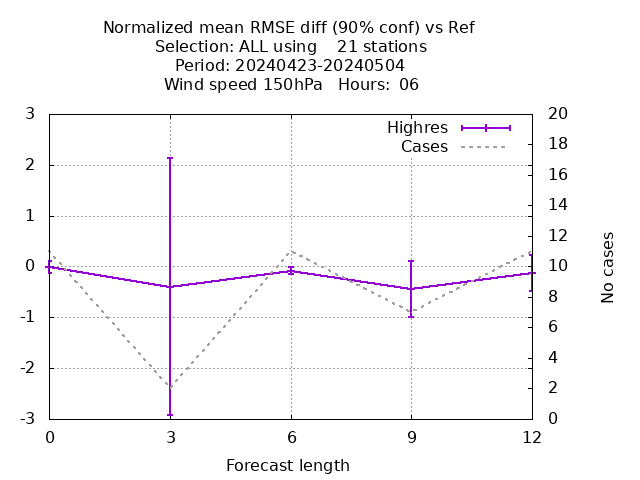 Normalized mean RMSE diff (90% conf) vs Ref
Selection: ALL using    21 stations
Period: 20240423-20240504
Wind speed 150hPa   Hours:  06
Highres
Cases
3
2
1
0
-1
-2
-3
20
18
16
14
12
10
8
6
4
2
0
No cases
0 3 6 9 12
Forecast length